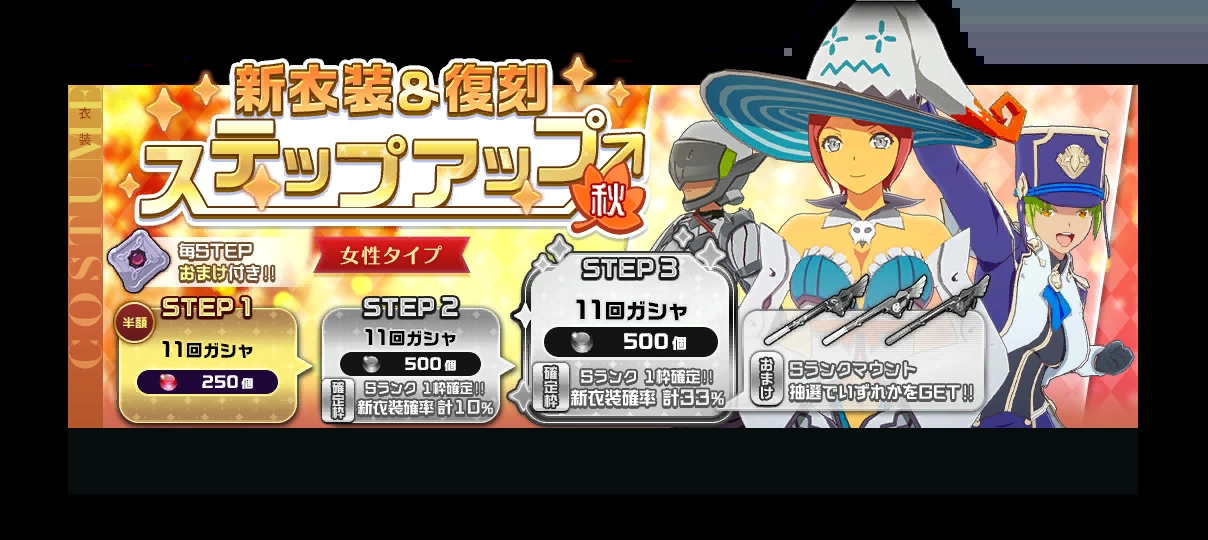 新衣装&復刻
ステップアップ
秋
衣装
COSTUME
毎STEP
おまけ付き!!
女性タイプ
STEP 1
半額
11回ガシャ
250個
STEP 2
11回ガシャ
500個
確定枠
Sランク 1枠確定!!
新衣装確率 計10%
STEP 3
11回ガシャ
500個
確定枠
Sランク 1枠確定!!
新衣装確率 計33%
おまけ
Sランクマウント
抽選でいずれかをGET!!